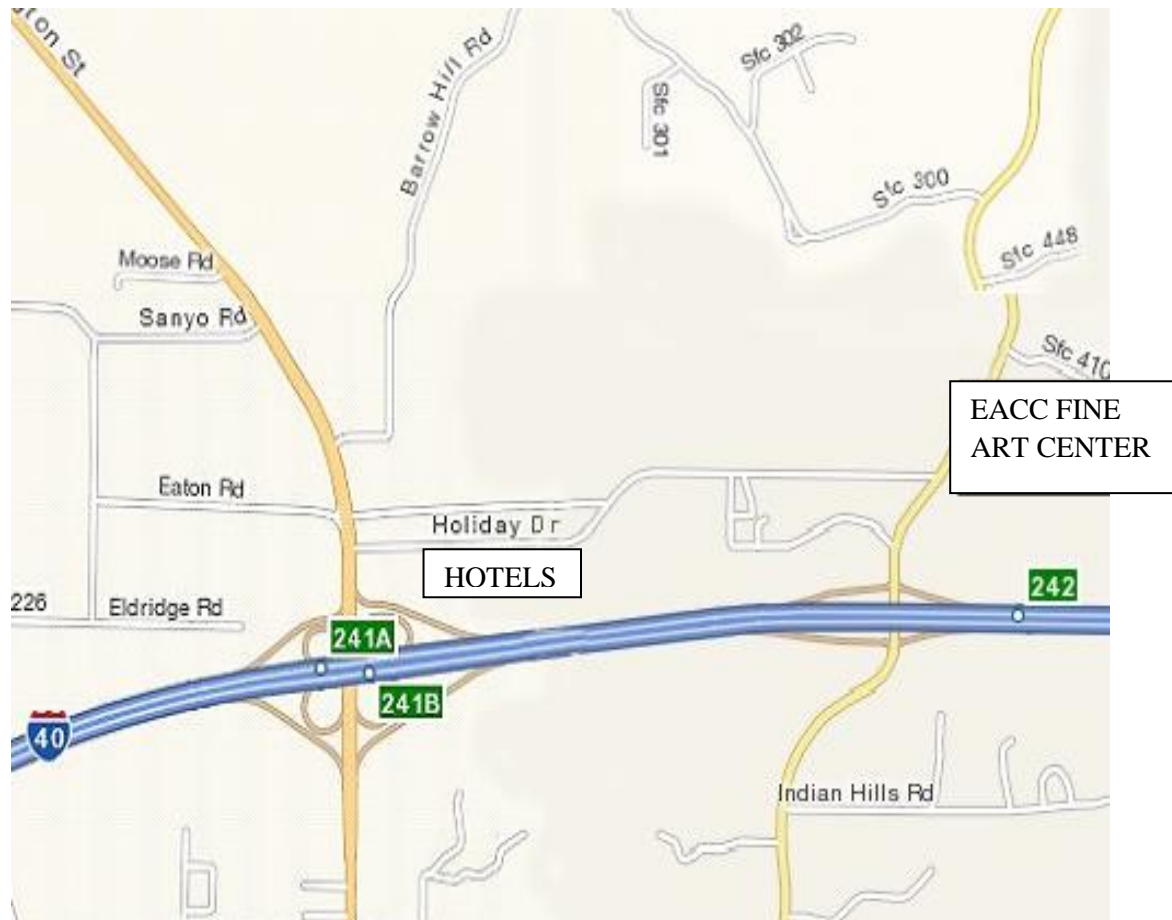 gton St
Barrow Hill Rd
Sfc 302
Sfc 301
Sfc 300
Sfc 448
Moose Rd
Sanyo Rd
Sfc 410
EACC FINE
ART CENTER
Eaton Rd
Holiday Dr
HOTELS
242
226
Eldridge Rd
241A
241B
40
Indian Hills Rd